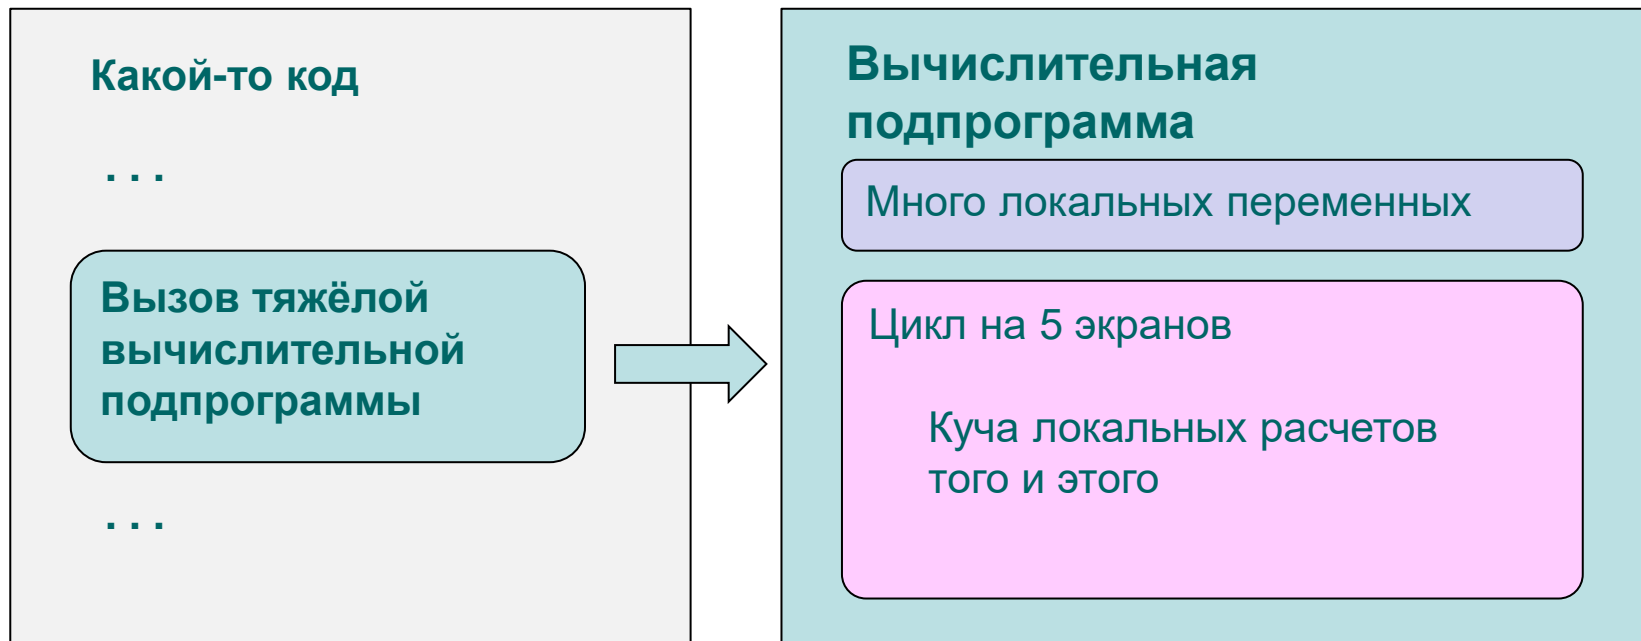 Какой-то код
. . .
Вызов тяжёлой
вычислительной
подпрограммы
. . .
Вычислительная
подпрограмма
Много локальных переменных
Цикл на 5 экранов
Куча локальных расчетов
того и этого